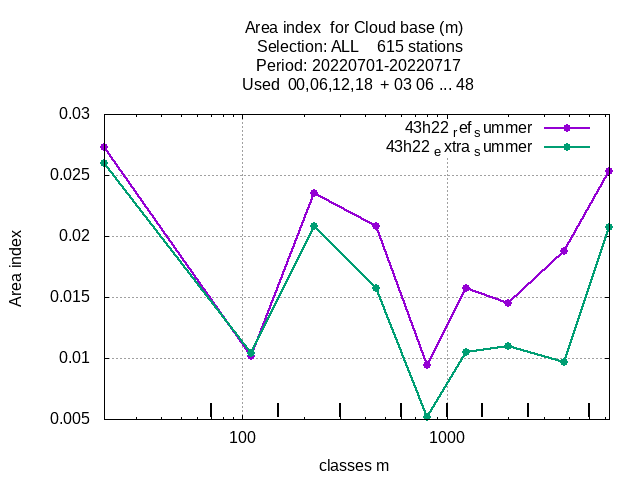 Area index  for Cloud base (m)
Selection: ALL    615 stations
Period: 20220701-20220717
Used  00,06,12,18  + 03 06 ... 48
0.03
0.025
0.02
0.015
0.01
0.005
Area index
43h22 ref summer
43h22 extra summer
100
1000
classes m